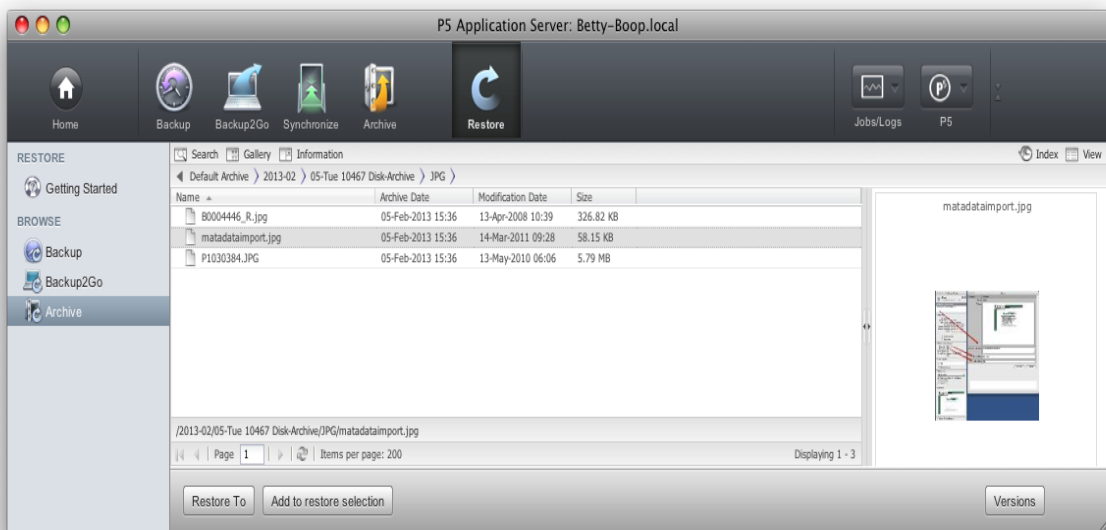 P5 Application Server: Betty-Boop.local
Home
Backup
Backup2Go
Synchronize
Archive
Restore
Jobs/Logs
P5
RESTORE
Getting Started
BROWSE
Backup
Backup2Go
Archive
Search Gallery Information Index View
Default Archive 2013-02 05-Tue 10467 Disk-Archive JPG
Name Archive Date Modification Date Size
B0004446_R.jpg 05-Feb-2013 15:36 13-Apr-2008 10:39 326.82 KB
matadataimport.jpg 05-Feb-2013 15:36 14-Mar-2011 09:28 58.15 KB
P1030384.JPG 05-Feb-2013 15:36 13-May-2010 06:06 5.79 MB
matadataimport.jpg
/2013-02/05-Tue 10467 Disk-Archive/JPG/matadataimport.jpg
Page 1 Items per page: 200 Displaying 1 - 3
Restore To Add to restore selection Versions